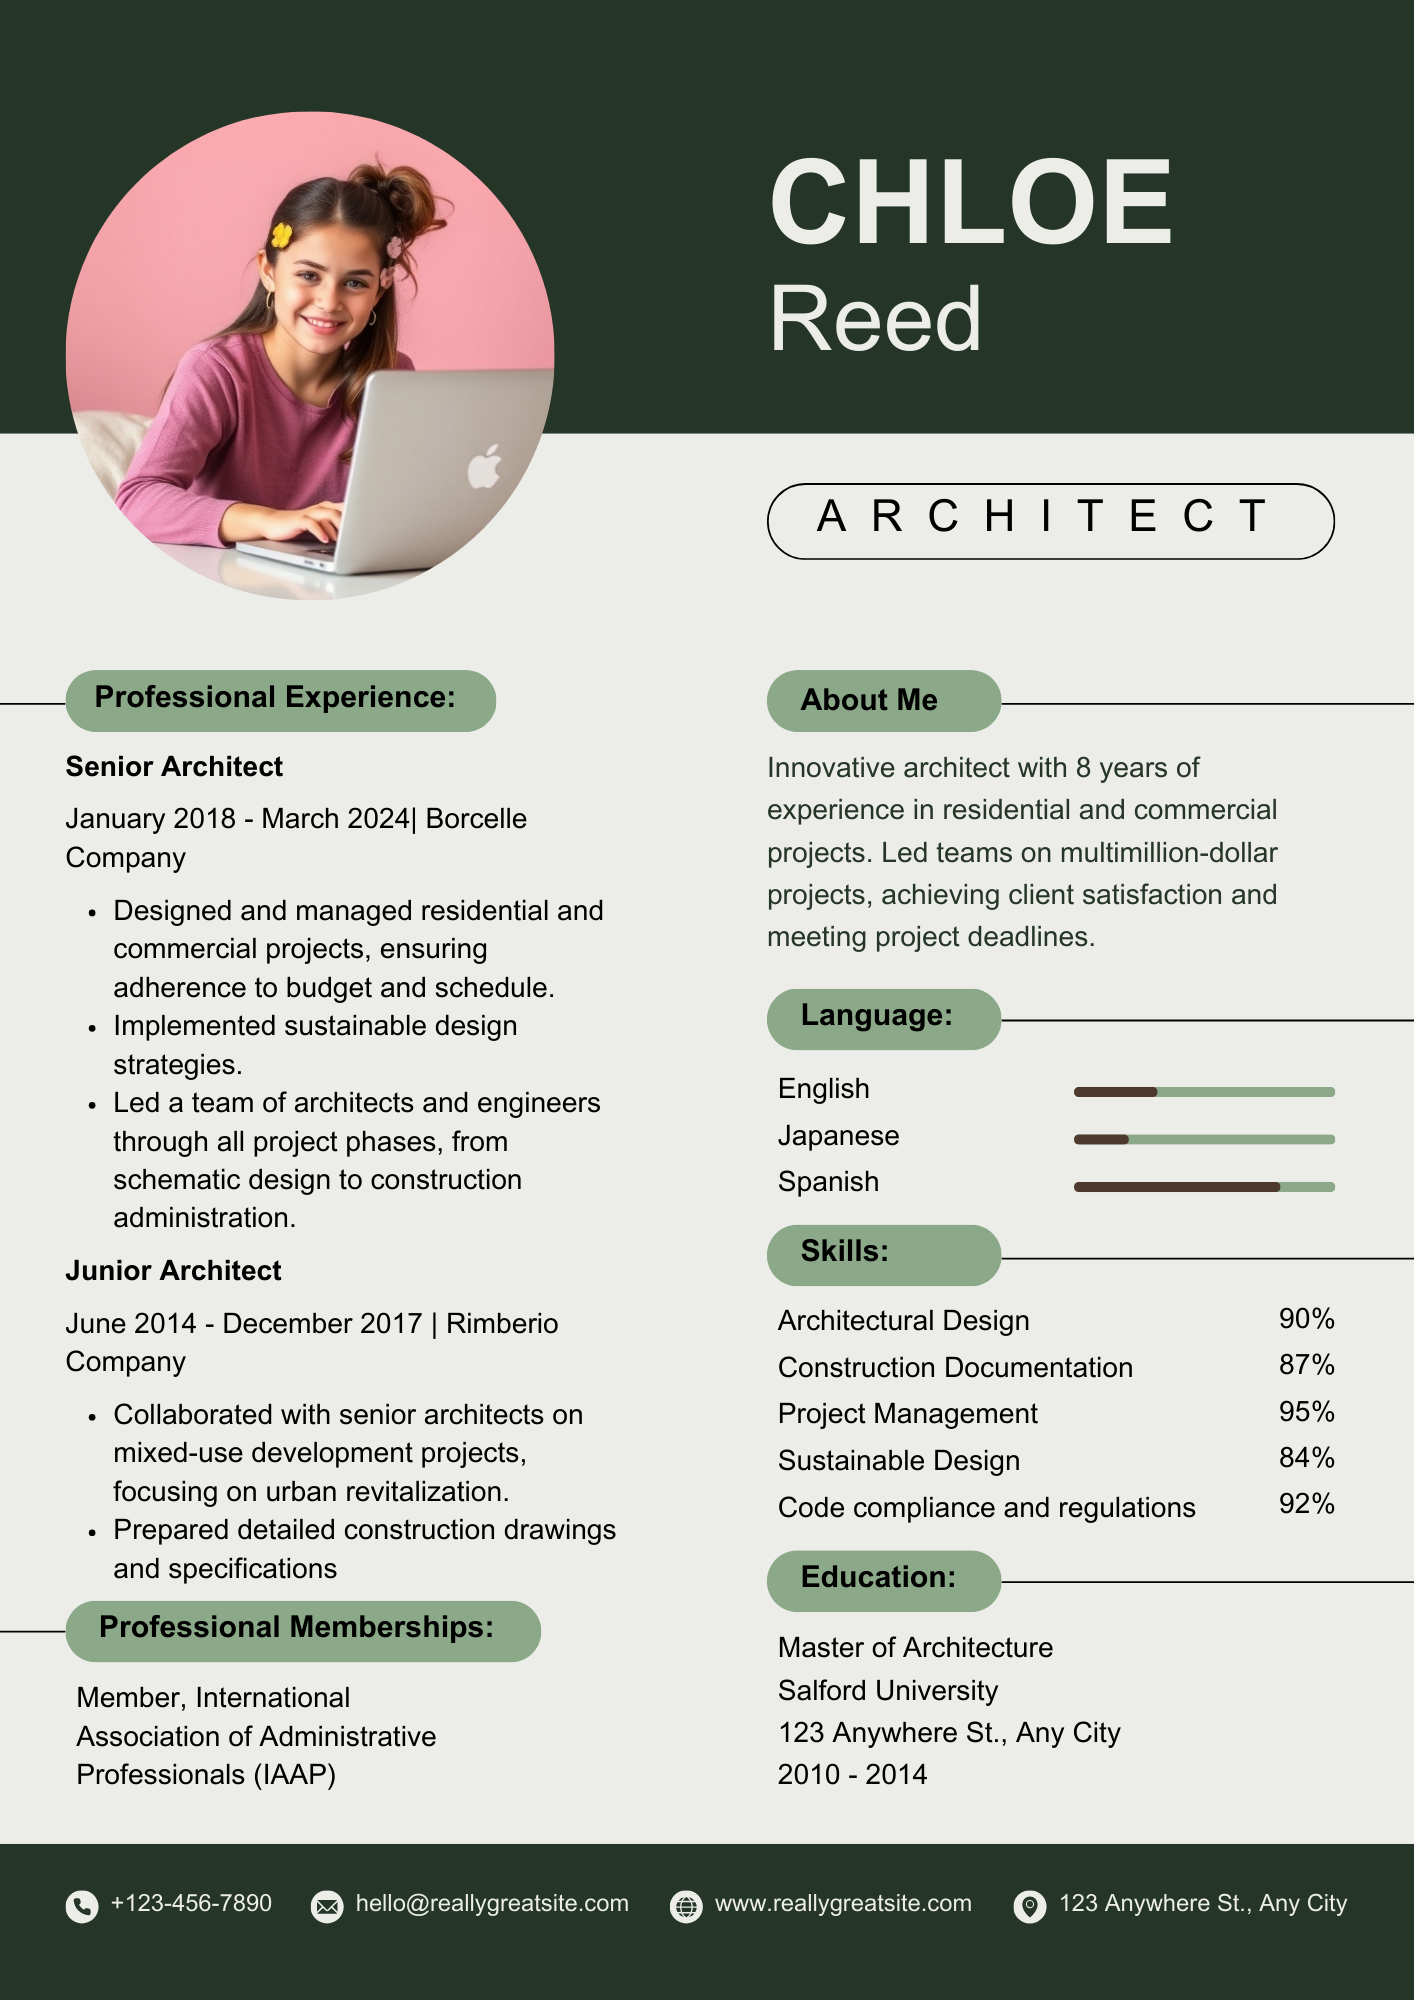 CHLOE
Reed
ARCHITECT
Professional Experience:
Senior Architect
January 2018 - March 2024| Borcelle
Company
• Designed and managed residential and
commercial projects, ensuring
adherence to budget and schedule.
• Implemented sustainable design
strategies.
• Led a team of architects and engineers
through all project phases, from
schematic design to construction
administration.
Junior Architect
June 2014 - December 2017 | Rimberio
Company
• Collaborated with senior architects on
mixed-use development projects,
focusing on urban revitalization.
• Prepared detailed construction drawings
and specifications
Professional Memberships:
Member, International
Association of Administrative
Professionals (IAAP)
About Me
Innovative architect with 8 years of
experience in residential and commercial
projects. Led teams on multimillion-dollar
projects, achieving client satisfaction and
meeting project deadlines.
Language:
English
Japanese
Spanish
Skills:
Architectural Design 90%
Construction Documentation 87%
Project Management 95%
Sustainable Design 84%
Code compliance and regulations 92%
Education:
Master of Architecture
Salford University
123 Anywhere St., Any City
2010 - 2014
+123-456-7890 hello@reallygreatsite.com www.reallygreatsite.com 123 Anywhere St., Any City